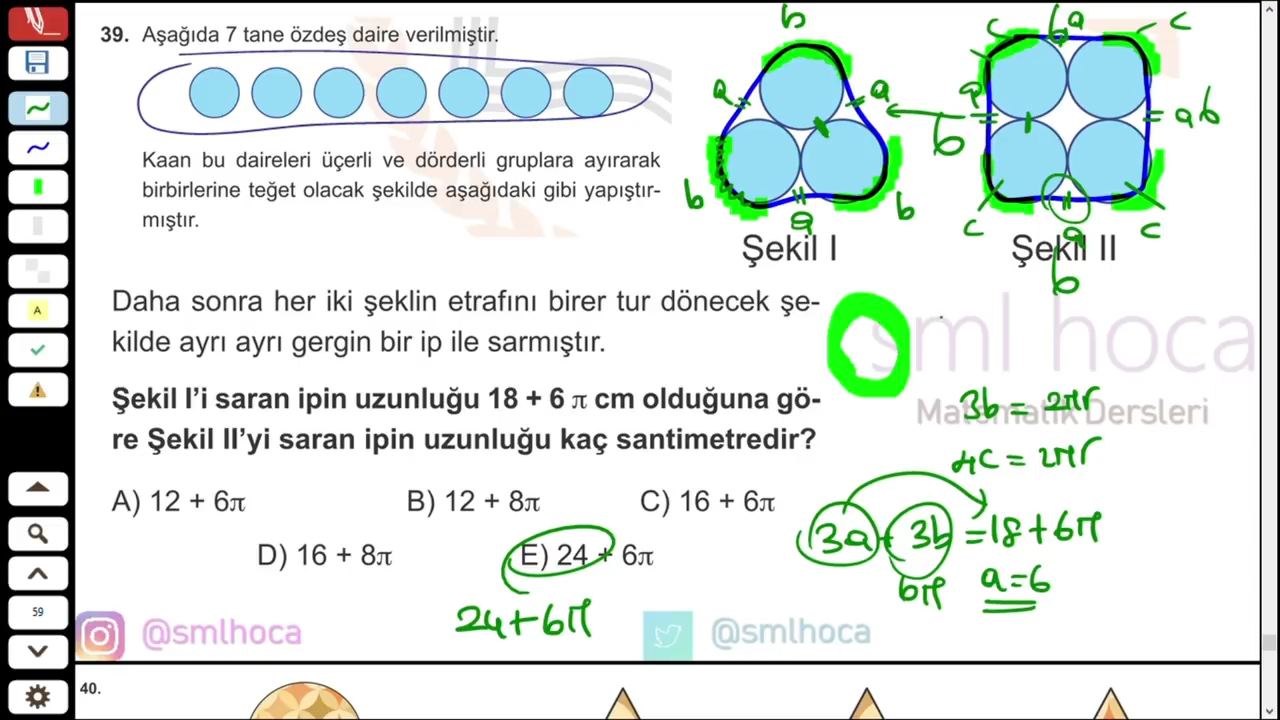 39. Aşağıda 7 tane özdeş daire verilmiştir.
Kaan bu daireleri üçerli ve dörderli gruplara ayırarak
birbirlerine teğet olacak şekilde aşağıdaki gibi yapıştır-
mıştır.
b
a
a
b
b
a
Şekil I
c
b
a
c
a
b
a b
c
c
a
b
Şekil II
Daha sonra her iki şeklin etrafını birer tur dönecek şe-
kilde ayrı ayrı gergin bir ip ile sarmıştır.
sml hoca
Matematik Dersleri
Şekil I'i saran ipin uzunluğu 18 + 6 π cm olduğuna gö-
re Şekil II'yi saran ipin uzunluğu kaç santimetredir?
3b = 2πr
4c = 2πr
A) 12 + 6π
B) 12 + 8π
C) 16 + 6π
D) 16 + 8π
E) 24 + 6π
3a + 3b = 18 + 6π
6π
a = 6
24 + 6π
@smlhoca
@smlhoca
A
59
40.